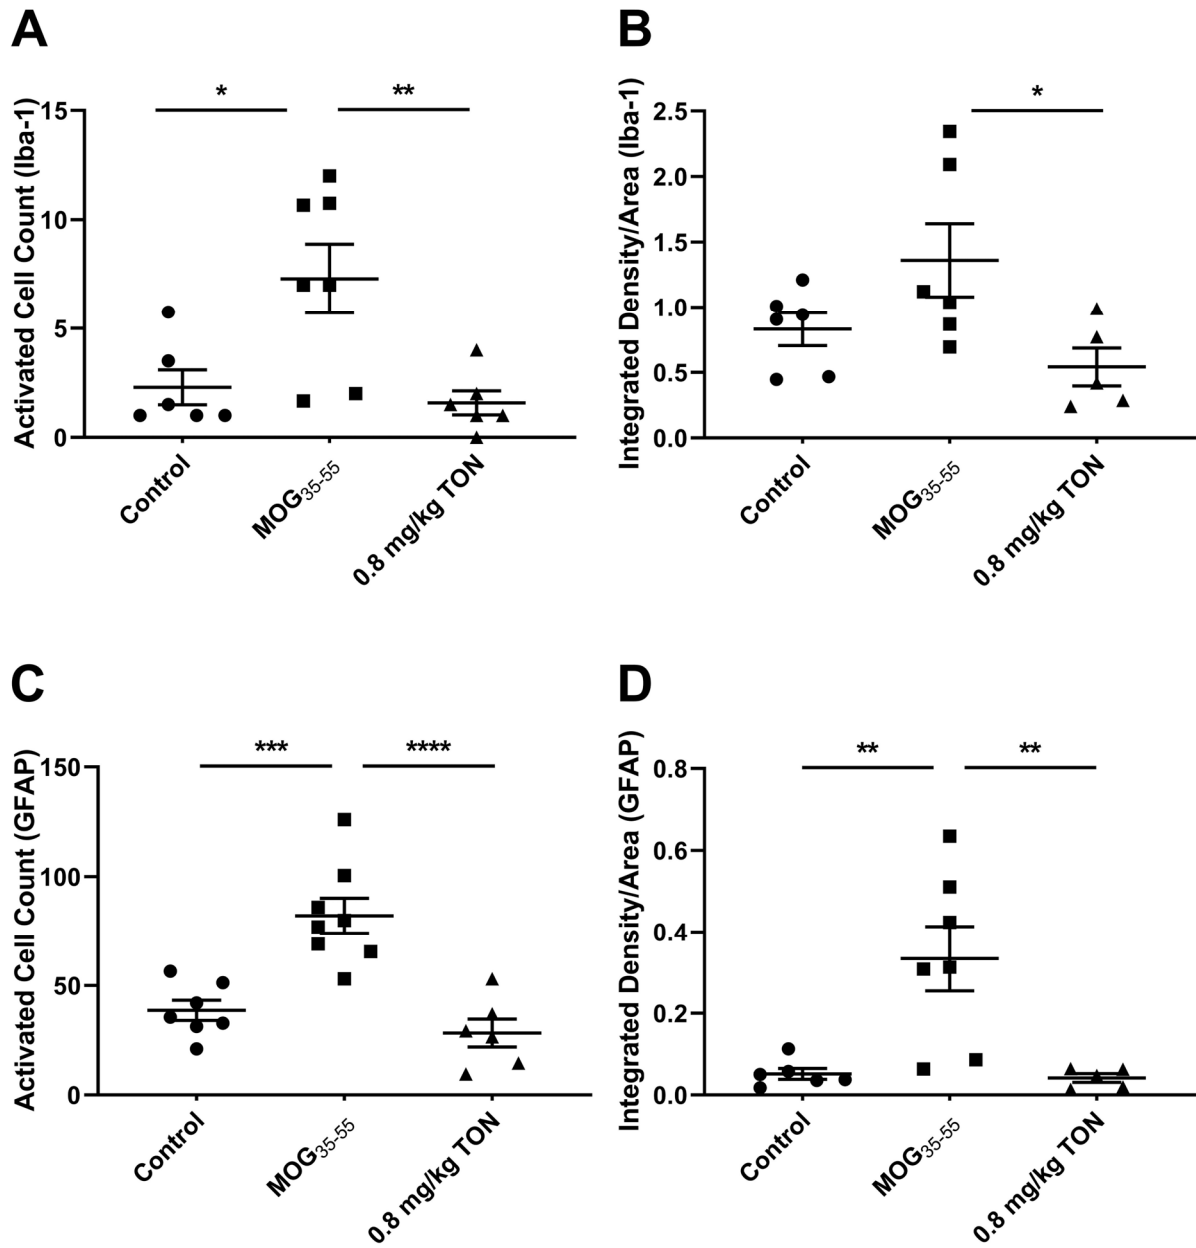 A
Activated Cell Count (Iba-1)
15
10
5
0
*
**
Control
MOG35-55
0.8 mg/kg TON
B
Integrated Density/Area (Iba-1)
2.5
2.0
1.5
1.0
0.5
0.0
*
Control
MOG35-55
0.8 mg/kg TON
C
Activated Cell Count (GFAP)
150
100
50
0
***
****
Control
MOG35-55
0.8 mg/kg TON
D
Integrated Density/Area (GFAP)
0.8
0.6
0.4
0.2
0.0
**
**
Control
MOG35-55
0.8 mg/kg TON